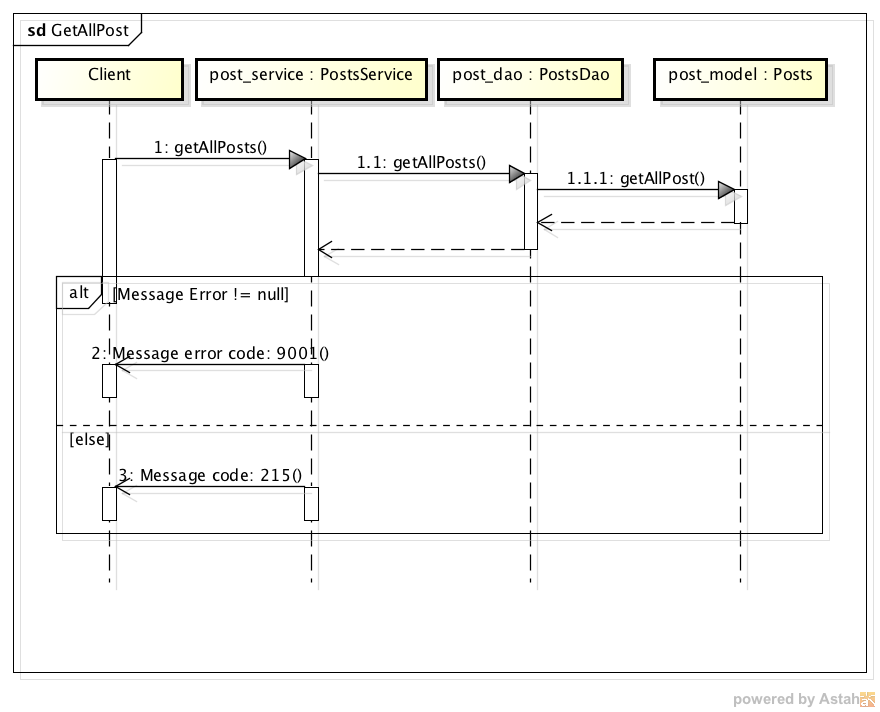 sd GetAllPost
Client
post_service : PostsService
post_dao : PostsDao
post_model : Posts
1: getAllPosts()
1.1: getAllPosts()
1.1.1: getAllPost()
alt
[Message Error != null]
2: Message error code: 9001()
[else]
3: Message code: 215()
powered by Astah